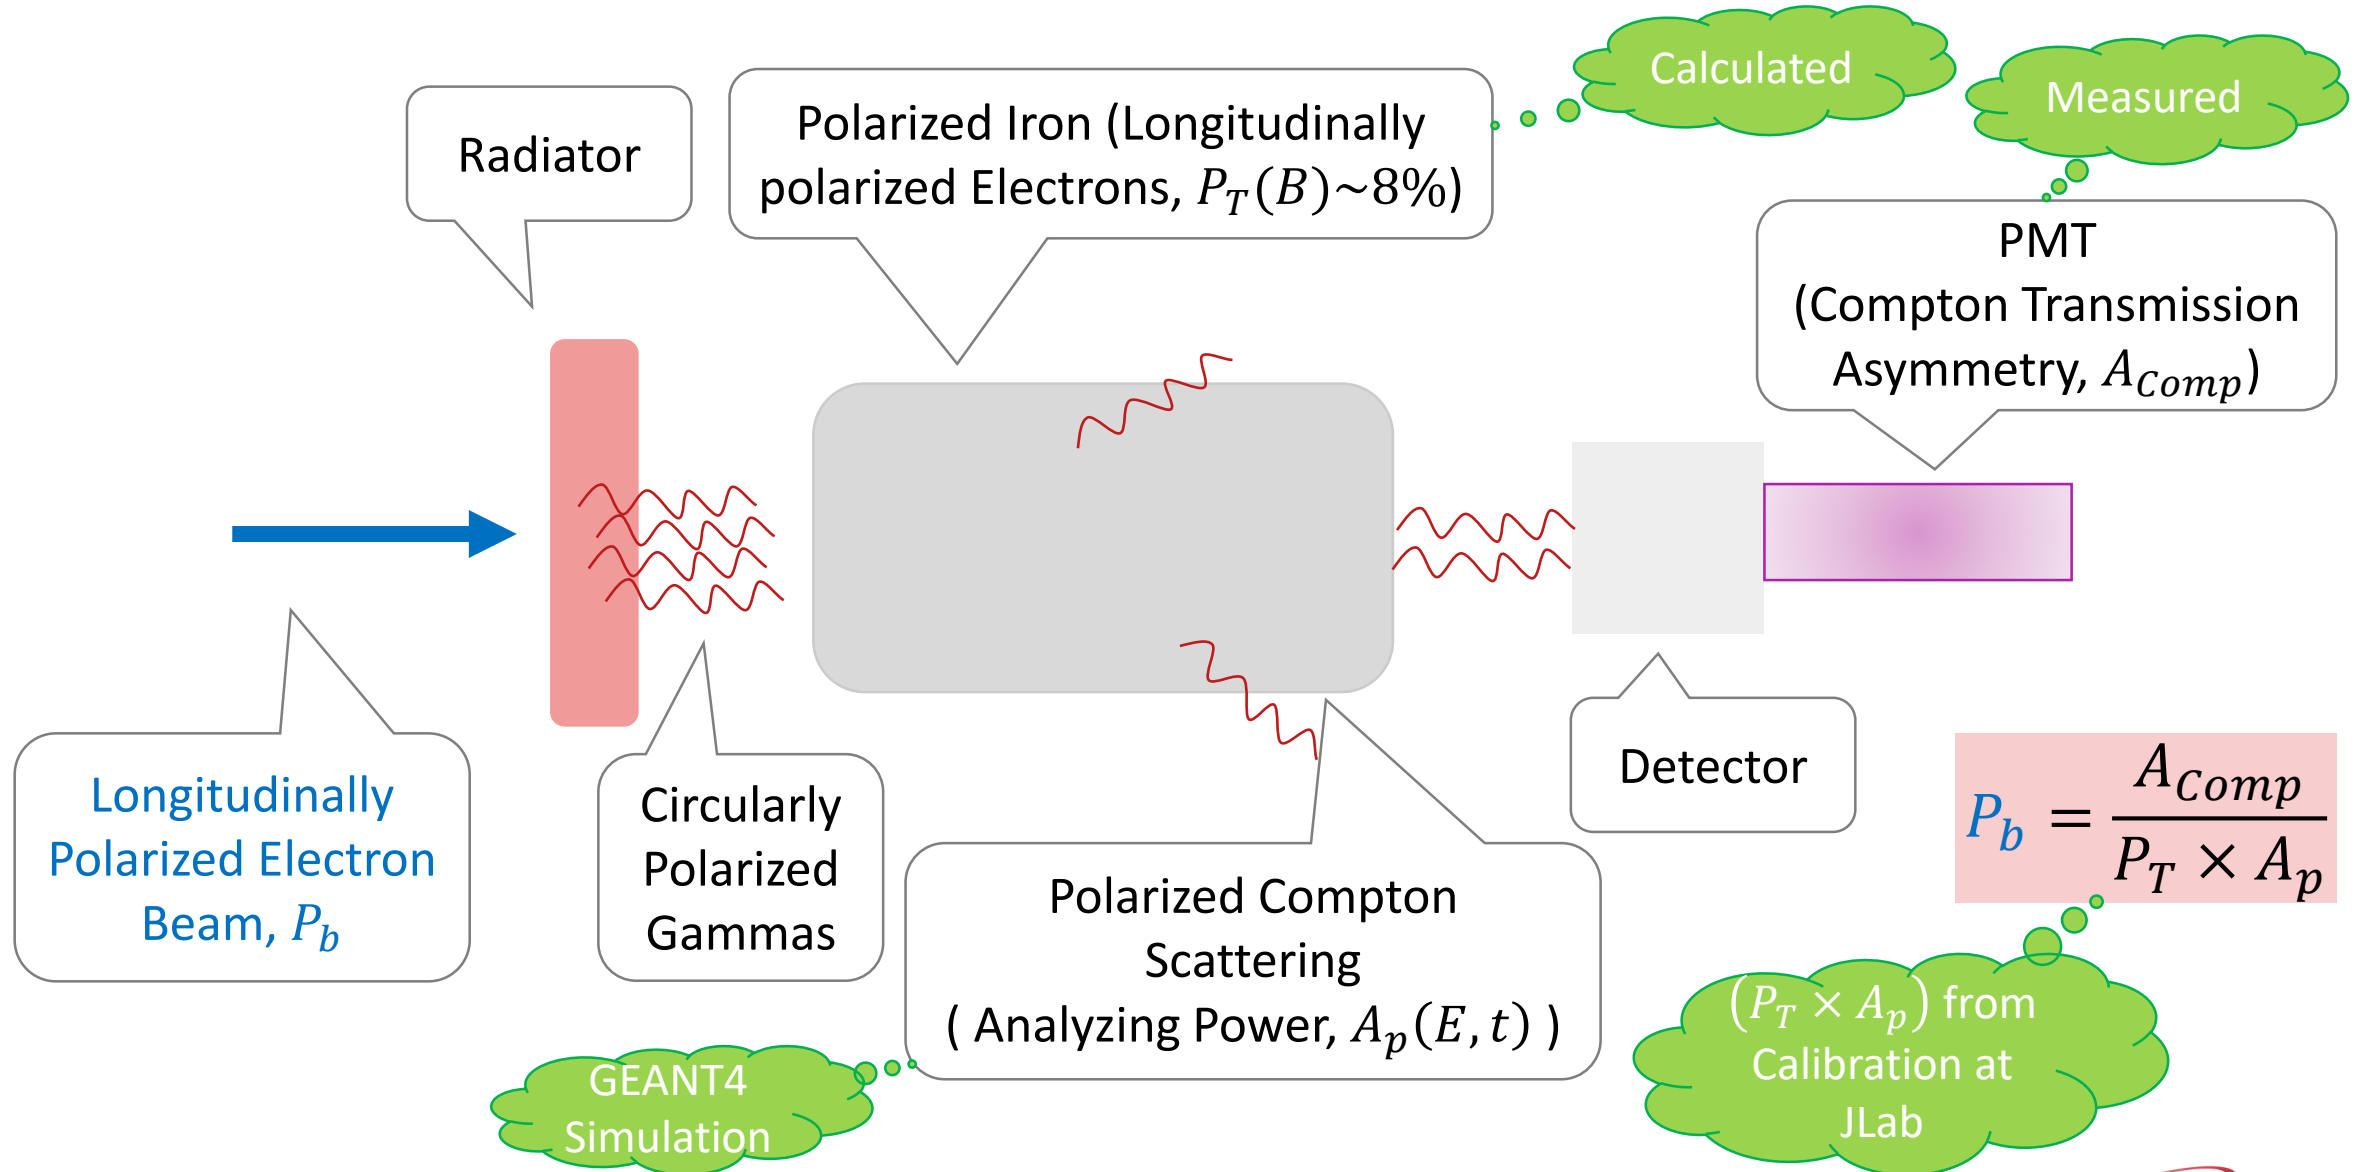 Calculated
Measured
Radiator
Polarized Iron (Longitudinally
polarized Electrons, P_T(B)~8%)
PMT
(Compton Transmission
Asymmetry, A_Comp)
Longitudinally
Polarized Electron
Beam, P_b
Circularly
Polarized
Gammas
Polarized Compton
Scattering
( Analyzing Power, A_p(E, t) )
GEANT4
Simulation
Detector
P_b = A_Comp / (P_T × A_p)
(P_T × A_p) from
Calibration at
JLab